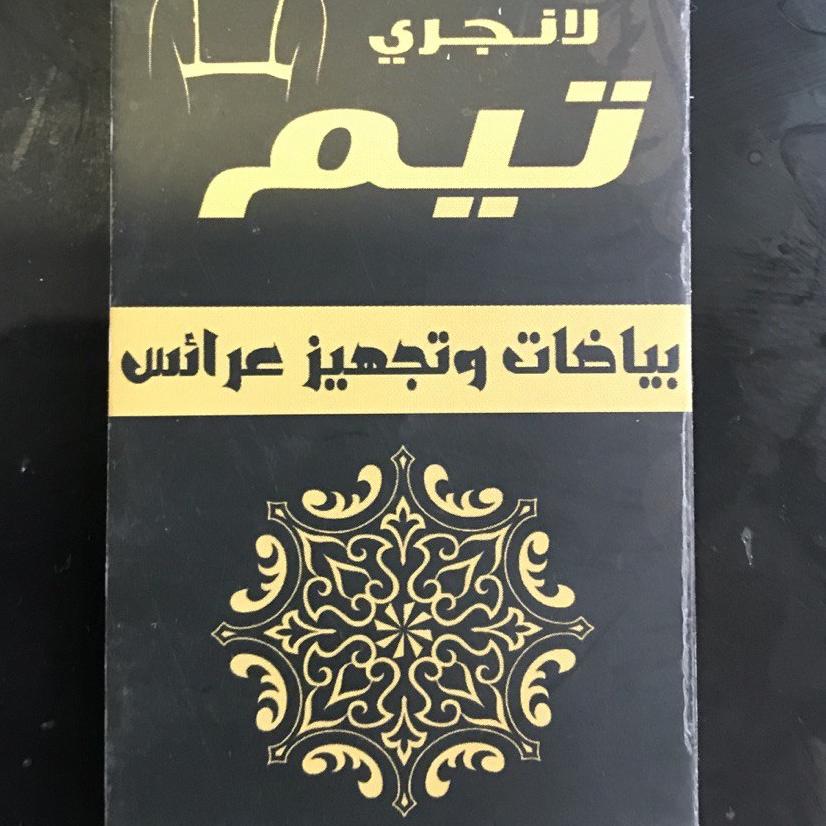 لانجري
تيم
بياضات وتجهيز عرائس